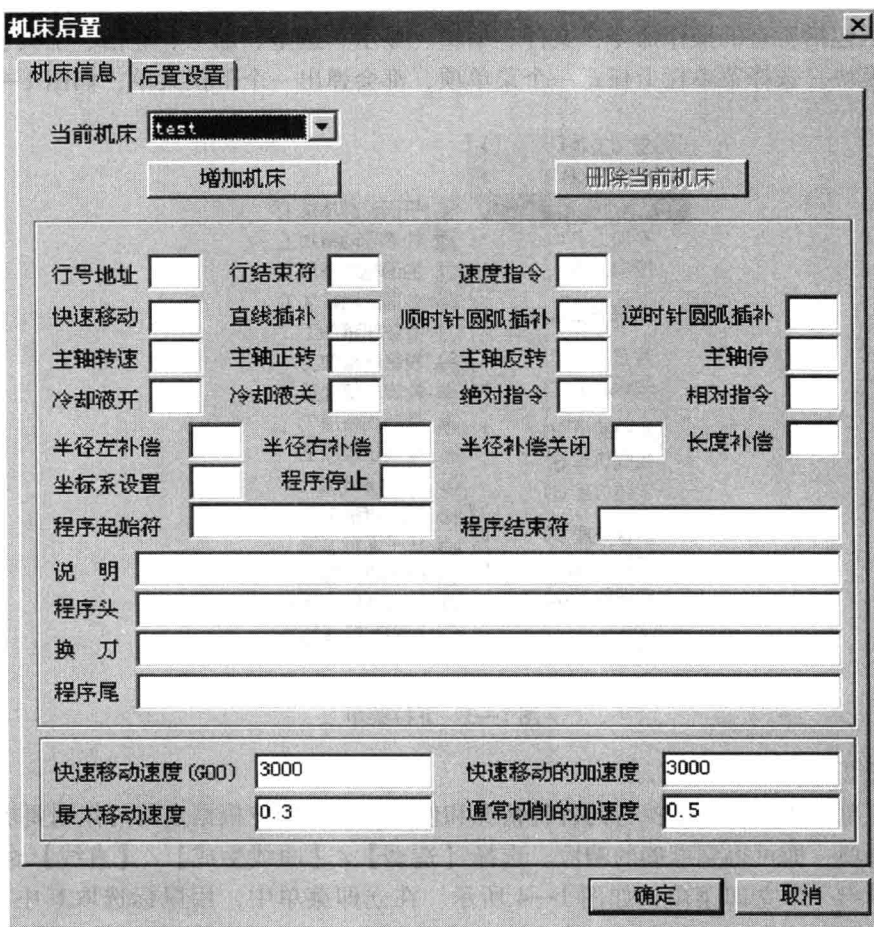 机床后置
机床信息 后置设置
当前机床 test
增加机床 删除当前机床
行号地址 行结束符 速度指令
快速移动 直线插补 顺时针圆弧插补 逆时针圆弧插补
主轴转速 主轴正转 主轴反转 主轴停
冷却液开 冷却液关 绝对指令 相对指令
半径左补偿 半径右补偿 半径补偿关闭 长度补偿
坐标系设置 程序停止
程序起始符 程序结束符
说 明
程序头
换 刀
程序尾
快速移动速度(G00) 3000 快速移动的加速度 3000
最大移动速度 0.3 通常切削的加速度 0.5
确定 取消